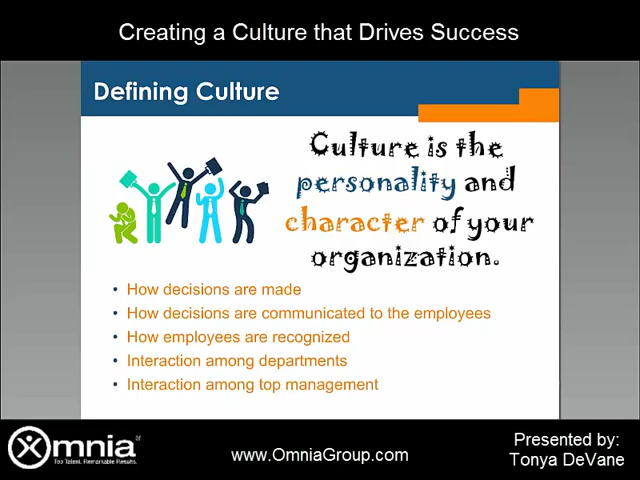 Creating a Culture that Drives Success
Defining Culture
Culture is the
personality and
character of your
organization.
• How decisions are made
• How decisions are communicated to the employees
• How employees are recognized
• Interaction among departments
• Interaction among top management
Omnia
Top Talent. Remarkable Results.
www.OmniaGroup.com
Presented by:
Tonya DeVane